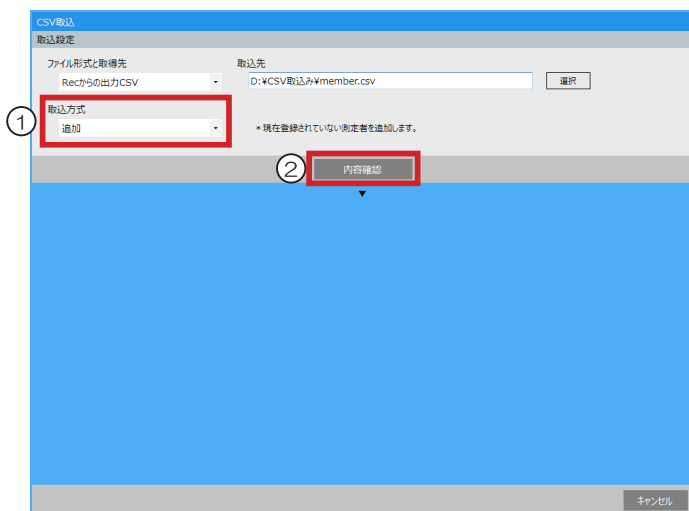 CSV取込
取込設定
ファイル形式と取得先
取込先
Recからの出力CSV
D:¥CSV取込み¥member.csv
選択
①
取込方式
追加
*現在登録されていない測定者を追加します。
②
内容確認
▼
キャンセル